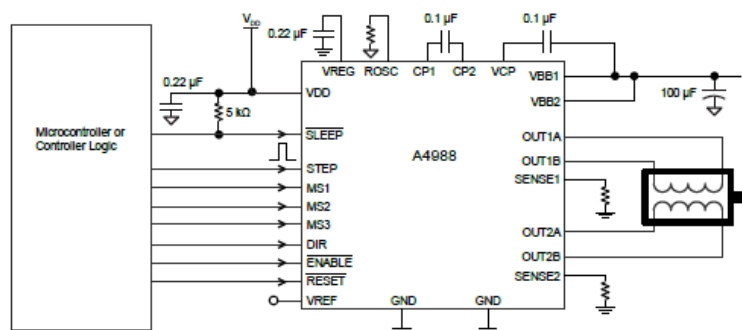 V_DD
0.22 µF
0.1 µF
0.1 µF
0.22 µF
5 kΩ
VREG
ROSC
CP1
CP2
VCP
VDD
VBB1
VBB2
100 µF
Microcontroller or
Controller Logic
SLEEP
A4988
OUT1A
OUT1B
SENSE1
STEP
MS1
MS2
MS3
DIR
ENABLE
RESET
VREF
GND
GND
OUT2A
OUT2B
SENSE2